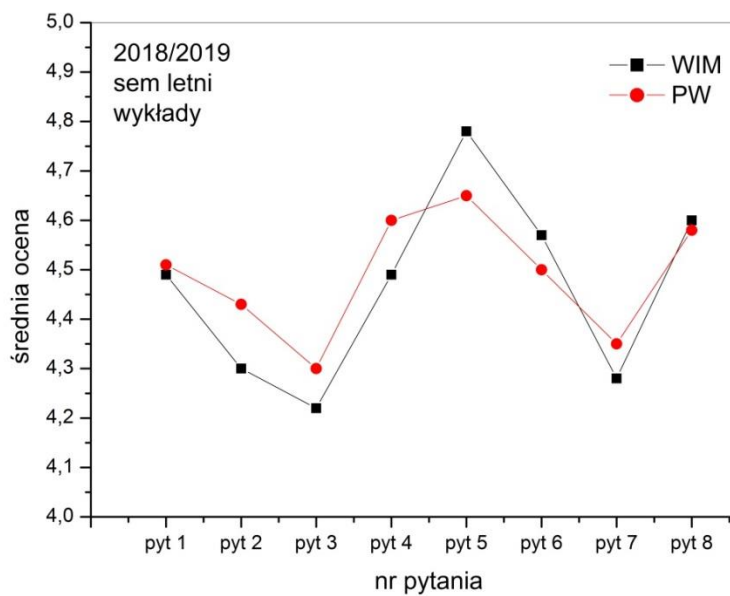 2018/2019
sem letni
wykłady
WIM
PW
5,0
4,9
4,8
4,7
4,6
4,5
4,4
4,3
4,2
4,1
4,0
średnia ocena
pyt 1 pyt 2 pyt 3 pyt 4 pyt 5 pyt 6 pyt 7 pyt 8
nr pytania